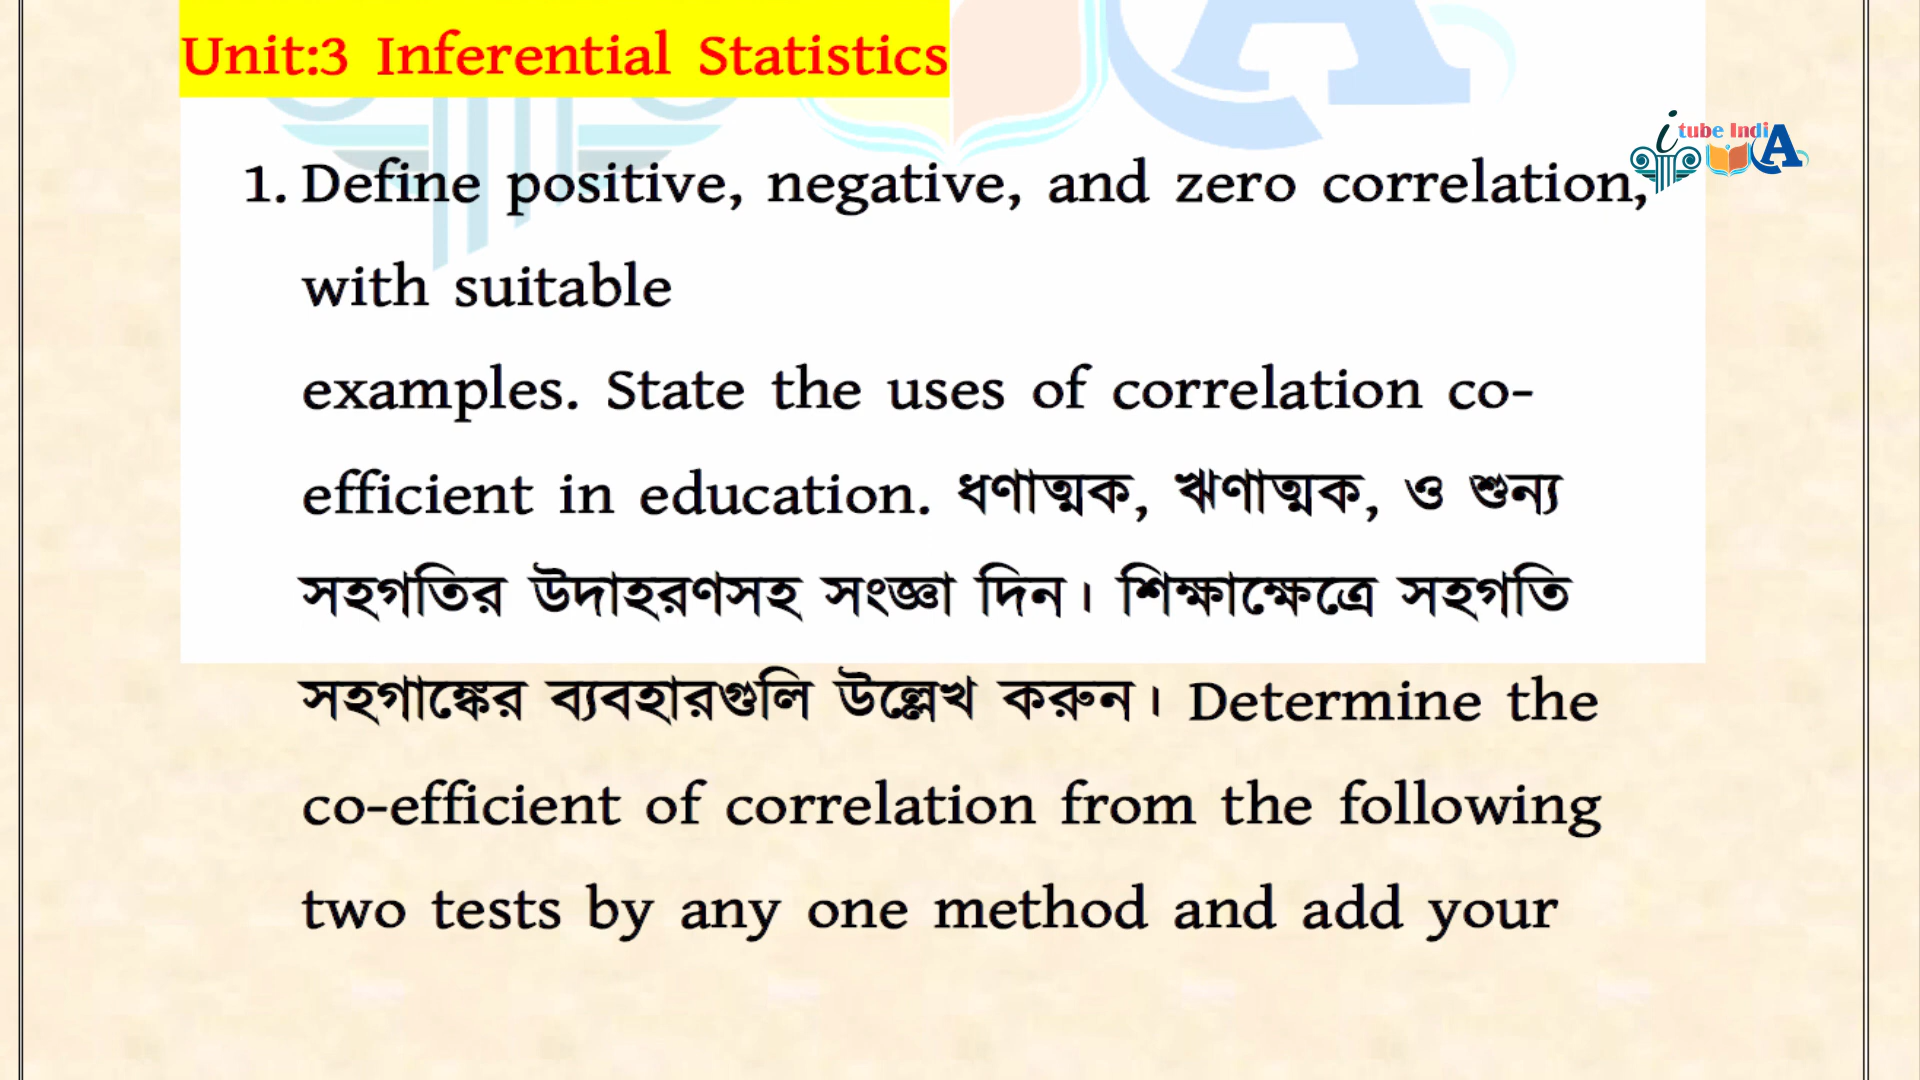 Unit:3 Inferential Statistics
i tube IndiA
1. Define positive, negative, and zero correlation,
with suitable
examples. State the uses of correlation co-
efficient in education. ধণাত্মক, ঋণাত্মক, ও শুন্য
সহগতির উদাহরণসহ সংজ্ঞা দিন। শিক্ষাক্ষেত্রে সহগতি
সহগাঙ্কের ব্যবহারগুলি উল্লেখ করুন। Determine the
co-efficient of correlation from the following
two tests by any one method and add your